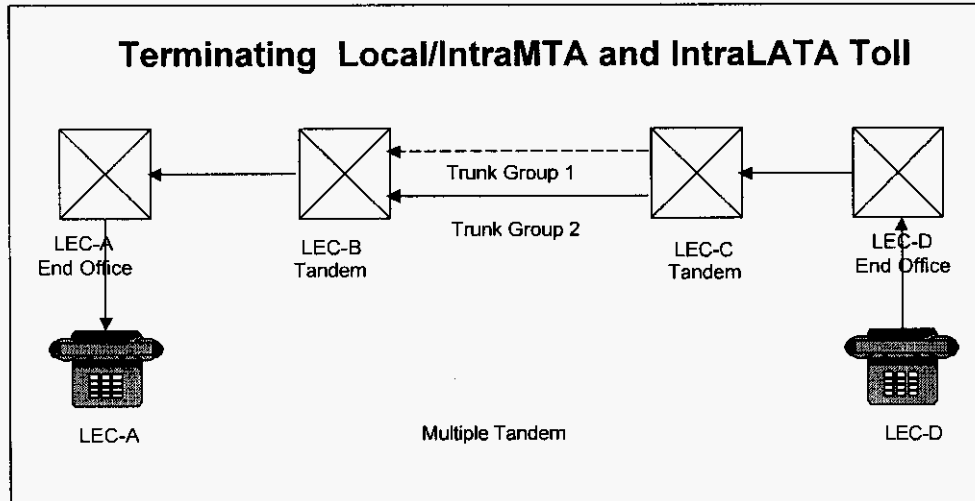 Terminating Local/IntraMTA and IntraLATA Toll
Trunk Group 1
Trunk Group 2
LEC-A
End Office
LEC-B
Tandem
LEC-C
Tandem
LEC-D
End Office
LEC-A
Multiple Tandem
LEC-D